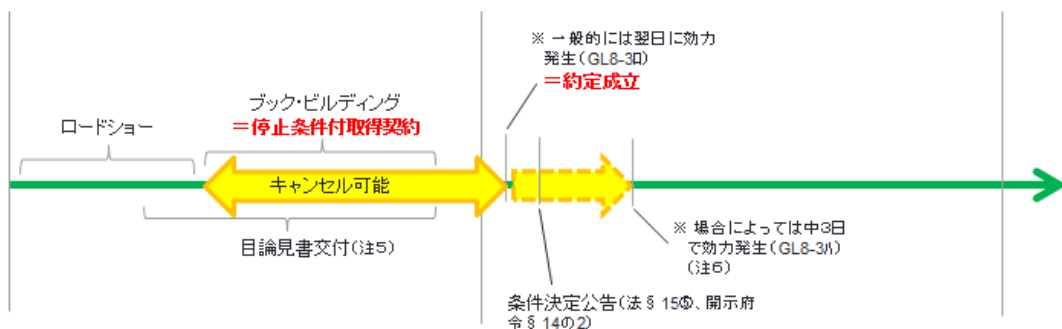 ※ 一般的には翌日に効力
発生(GL8-3ロ)
＝約定成立
ブック・ビルディング
＝停止条件付取得契約
ロードショー
キャンセル可能
目論見書交付(注5)
※ 場合によっては中3日
で効力発生(GL8-3ハ)
(注6)
条件決定公告(法§15⑤、開示府
令§14の2)